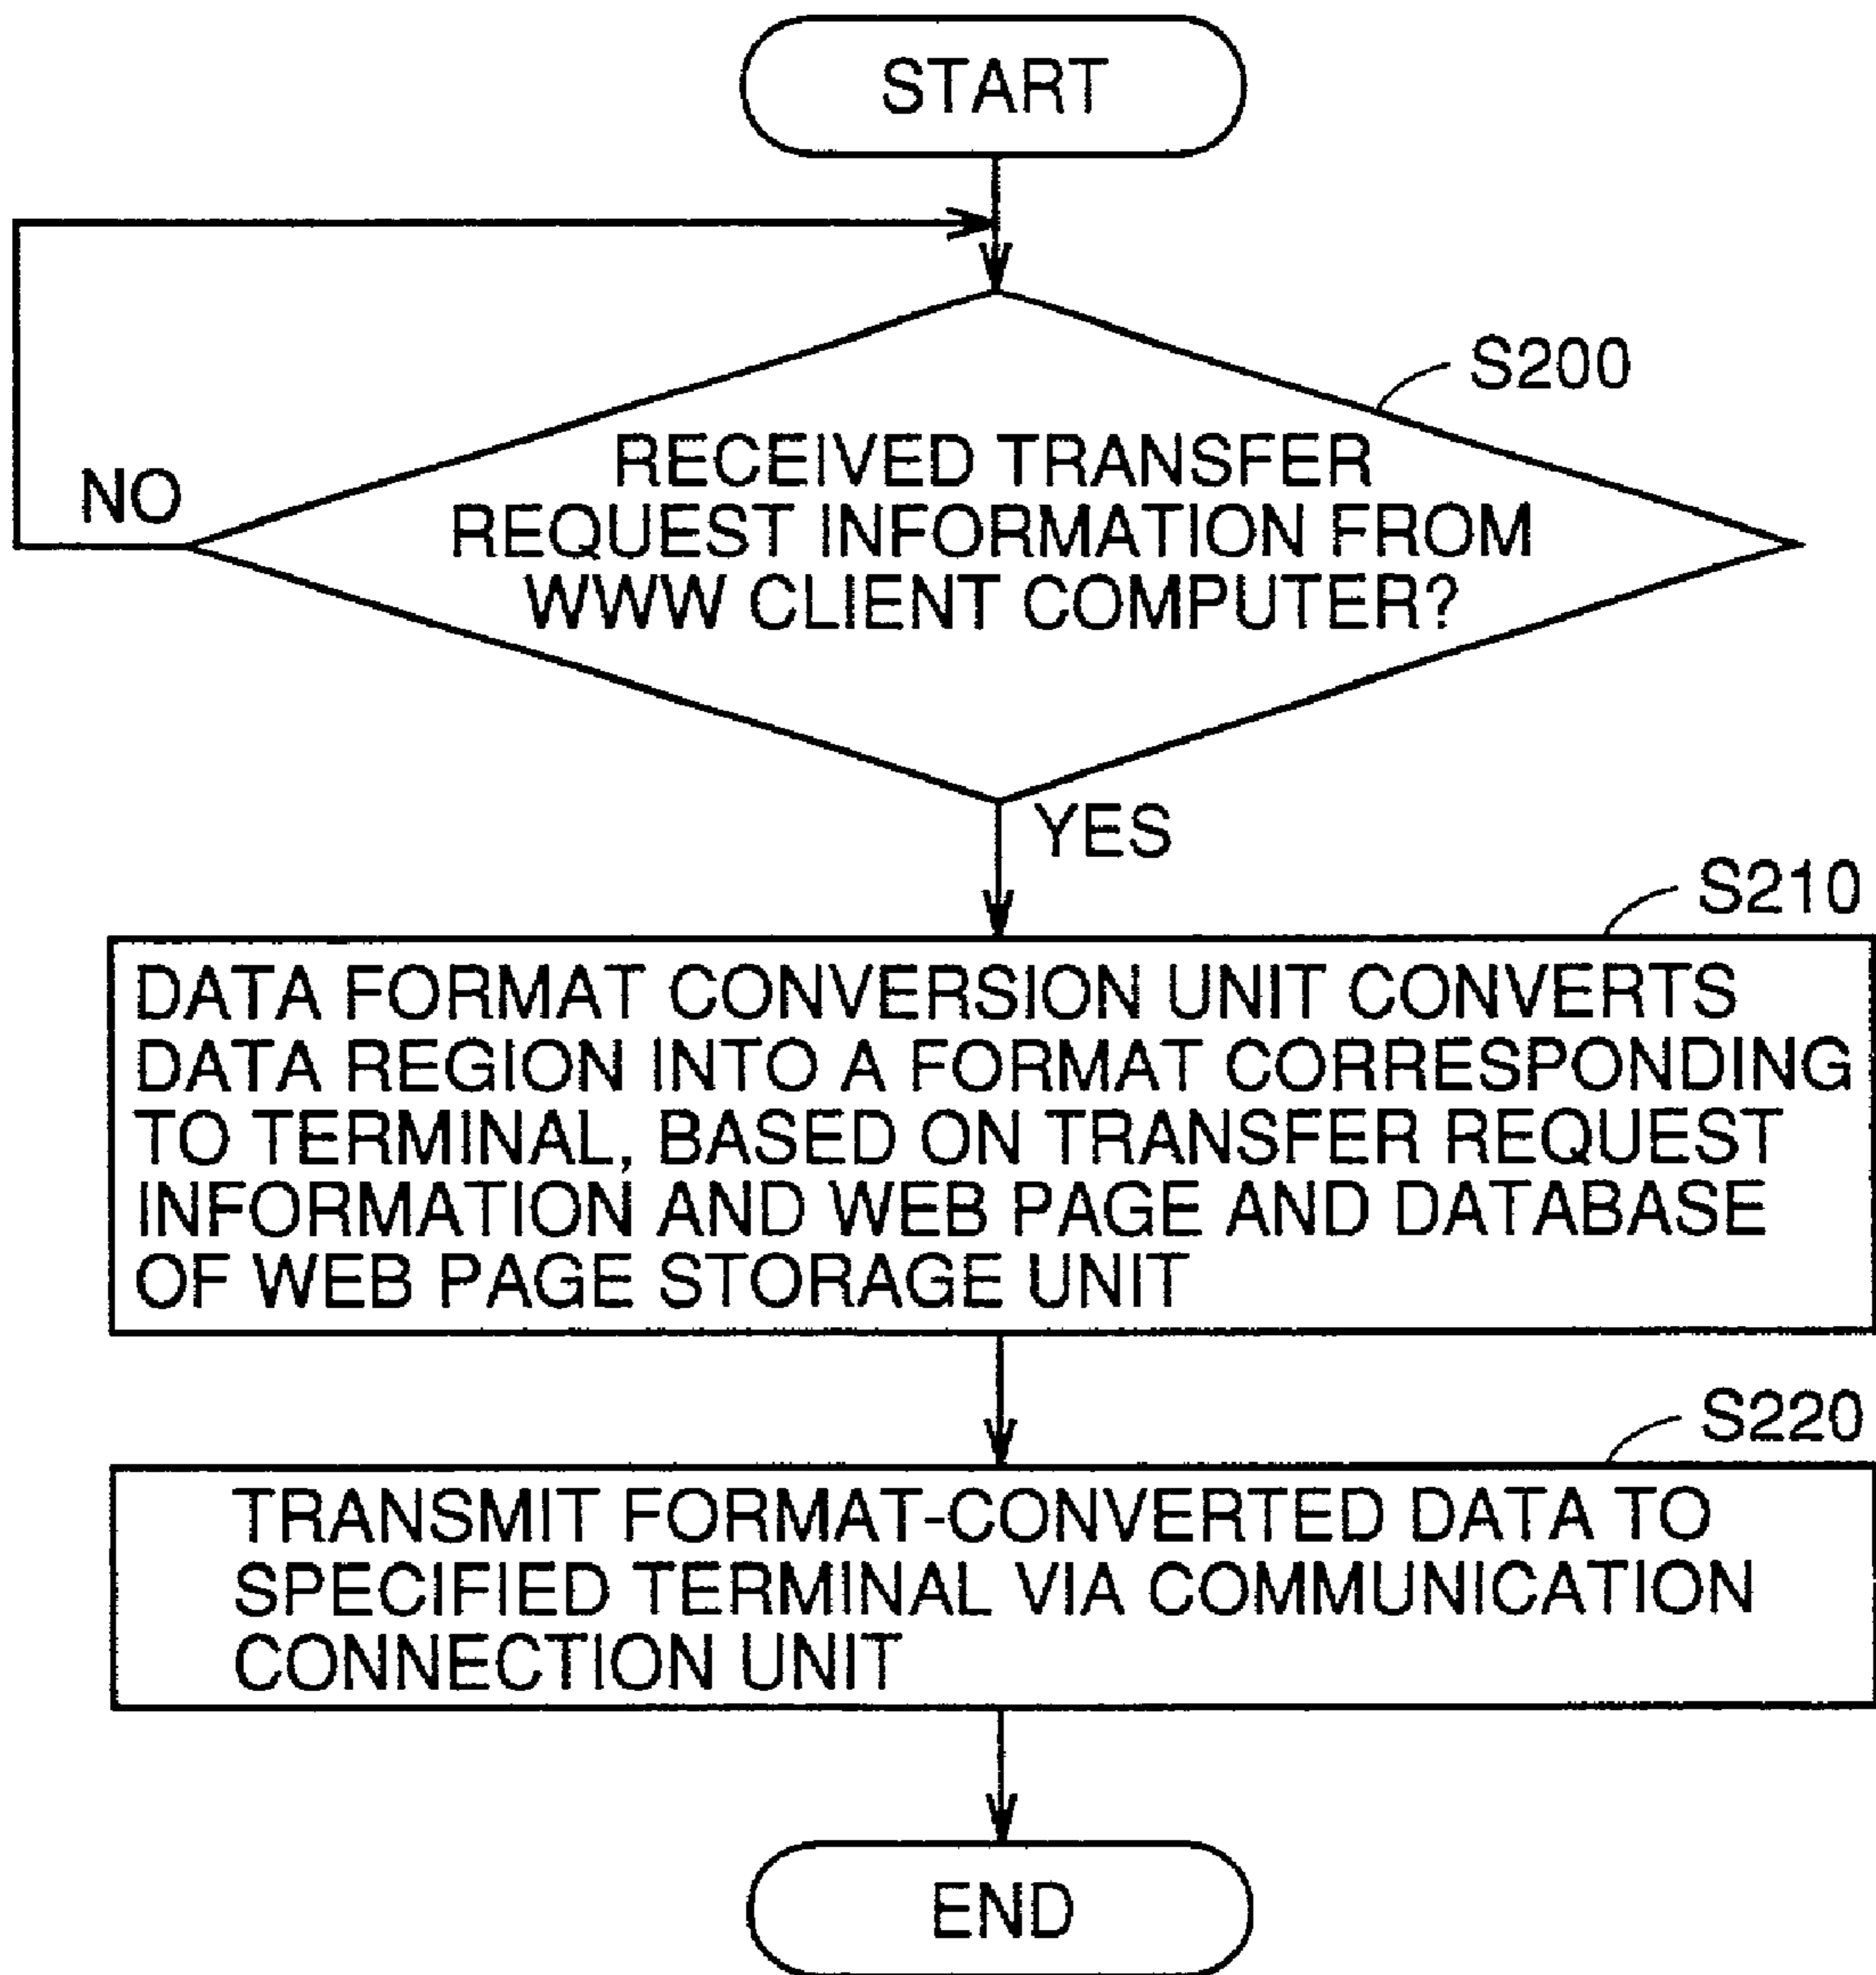 START
S200
RECEIVED TRANSFER
REQUEST INFORMATION FROM
WWW CLIENT COMPUTER?
NO
YES
S210
DATA FORMAT CONVERSION UNIT CONVERTS
DATA REGION INTO A FORMAT CORRESPONDING
TO TERMINAL, BASED ON TRANSFER REQUEST
INFORMATION AND WEB PAGE AND DATABASE
OF WEB PAGE STORAGE UNIT
S220
TRANSMIT FORMAT-CONVERTED DATA TO
SPECIFIED TERMINAL VIA COMMUNICATION
CONNECTION UNIT
END